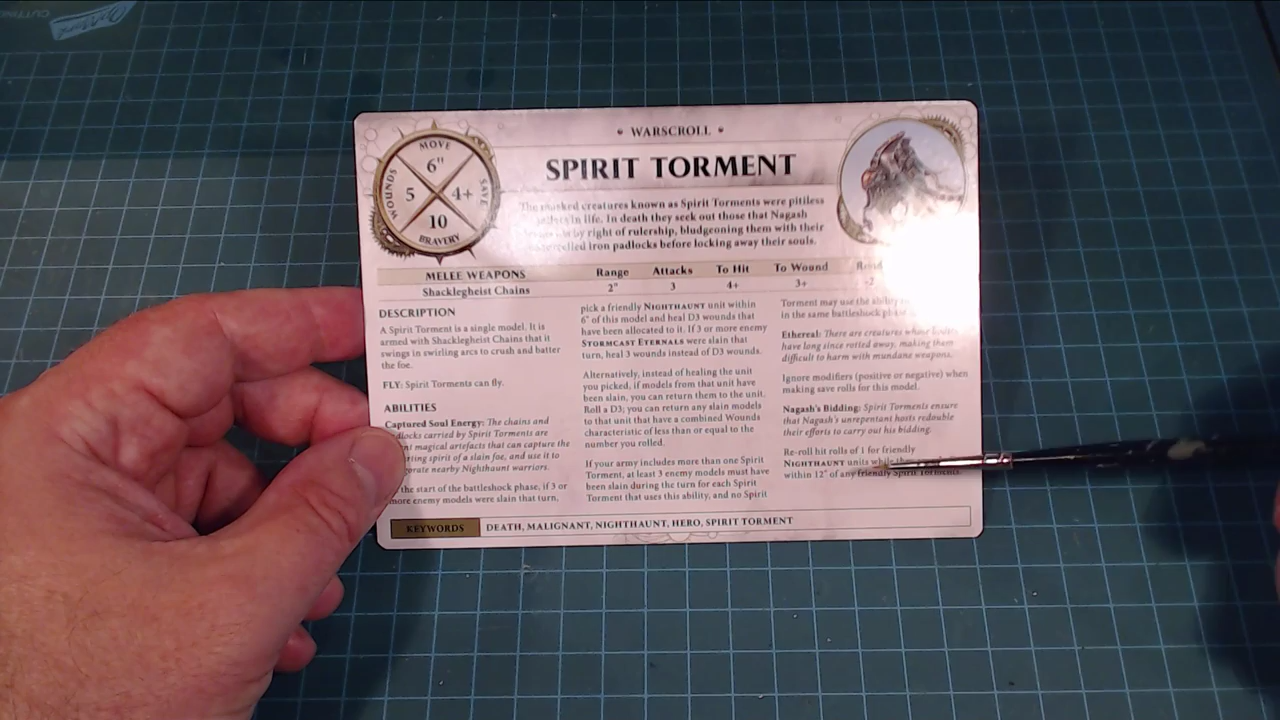 WARSCROLL
SPIRIT TORMENT
MOVE
6"
WOUNDS
5
4+
SAVE
10
BRAVERY
The masked creatures known as Spirit Torments were pitiless
in life. In death they seek out those that Nagash
by right of rulership, bludgeoning them with their
iron padlocks before locking away their souls.
MELEE WEAPONS Range Attacks To Hit To Wound Rend
Shacklegheist Chains 2" 3 4+ 3+ -2
DESCRIPTION
A Spirit Torment is a single model. It is
armed with Shacklegheist Chains that it
swings in swirling arcs to crush and batter
the foe.
FLY: Spirit Torments can fly.
ABILITIES
Captured Soul Energy: The chains and
carried by Spirit Torments are
magical artefacts that can capture the
spirit of a slain foe, and use it to
nearby Nighthaunt warriors.
the start of the battleshock phase, if 3 or
more enemy models were slain that turn,
pick a friendly NIGHTHAUNT unit within
6" of this model and heal D3 wounds that
have been allocated to it. If 3 or more enemy
STORMCAST ETERNALS were slain that
turn, heal 3 wounds instead of D3 wounds.
Alternatively, instead of healing the unit
you picked, if models from that unit have
been slain, you can return them to the unit.
Roll a D3; you can return any slain models
to that unit that have a combined Wounds
characteristic of less than or equal to the
number you rolled.
If your army includes more than one Spirit
Torment, at least 3 enemy models must have
been slain during the turn for each Spirit
Torment that uses this ability, and no Spirit
Torment may use the ability
in the same battleshock phase
Ethereal: There are creatures whose bodies
have long since rotted away, making them
difficult to harm with mundane weapons.
Ignore modifiers (positive or negative) when
making save rolls for this model.
Nagash's Bidding: Spirit Torments ensure
that Nagash's unrepentant hosts redouble
their efforts to carry out his bidding.
Re-roll hit rolls of 1 for friendly
NIGHTHAUNT units while
within 12" of any friendly Spirit Torments.
KEYWORDS DEATH, MALIGNANT, NIGHTHAUNT, HERO, SPIRIT TORMENT